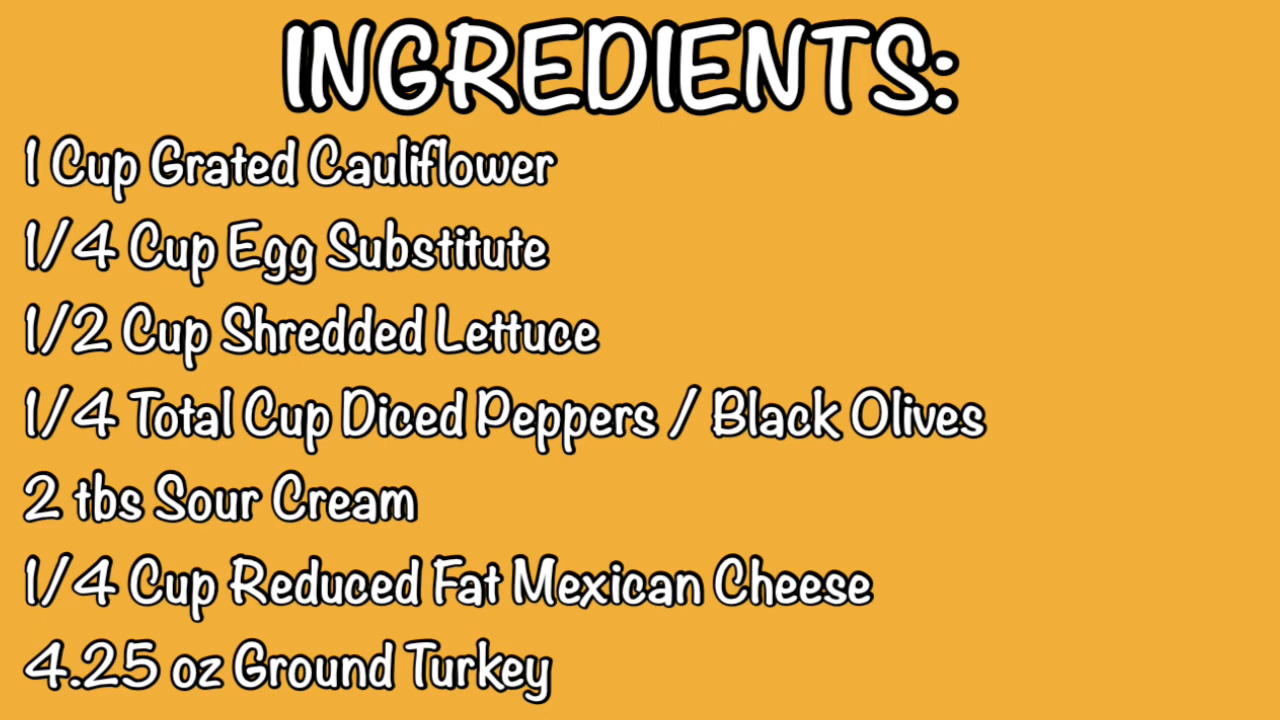 INGREDIENTS:
1 Cup Grated Cauliflower
1/4 Cup Egg Substitute
1/2 Cup Shredded Lettuce
1/4 Total Cup Diced Peppers / Black Olives
2 tbs Sour Cream
1/4 Cup Reduced Fat Mexican Cheese
4.25 oz Ground Turkey